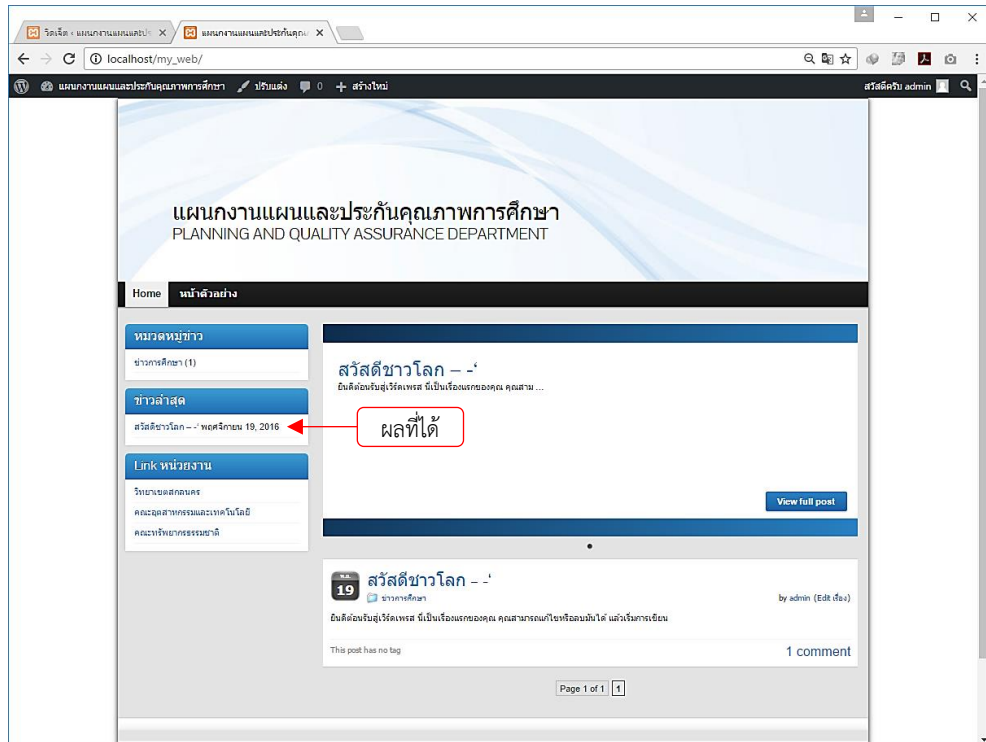 วิดเจ็ต ‹ แผนกงานแผนและประ
แผนกงานแผนและประกันคุณภ
localhost/my_web/
แผนกงานแผนและประกันคุณภาพการศึกษา ปรับแต่ง 0 + สร้างใหม่
สวัสดีครับ admin
แผนกงานแผนและประกันคุณภาพการศึกษา
PLANNING AND QUALITY ASSURANCE DEPARTMENT
Home หน้าตัวอย่าง
หมวดหมู่ข่าว
ข่าวการศึกษา (1)
ข่าวล่าสุด
สวัสดีชาวโลก – -‘ พฤศจิกายน 19, 2016
Link หน่วยงาน
วิทยาเขตสกลนคร
คณะอุตสาหกรรมและเทคโนโลยี
คณะทรัพยากรธรรมชาติ
สวัสดีชาวโลก – -‘
ยินดีต้อนรับสู่เวิร์ดเพรส นี่เป็นเรื่องแรกของคุณ คุณสาม ...
ผลที่ได้
View full post
พ.ย.
19
สวัสดีชาวโลก – -‘
ข่าวการศึกษา
by admin (Edit เรื่อง)
ยินดีต้อนรับสู่เวิร์ดเพรส นี่เป็นเรื่องแรกของคุณ คุณสามารถแก้ไขหรือลบมันได้ แล้วเริ่มการเขียน
This post has no tag
1 comment
Page 1 of 1 1